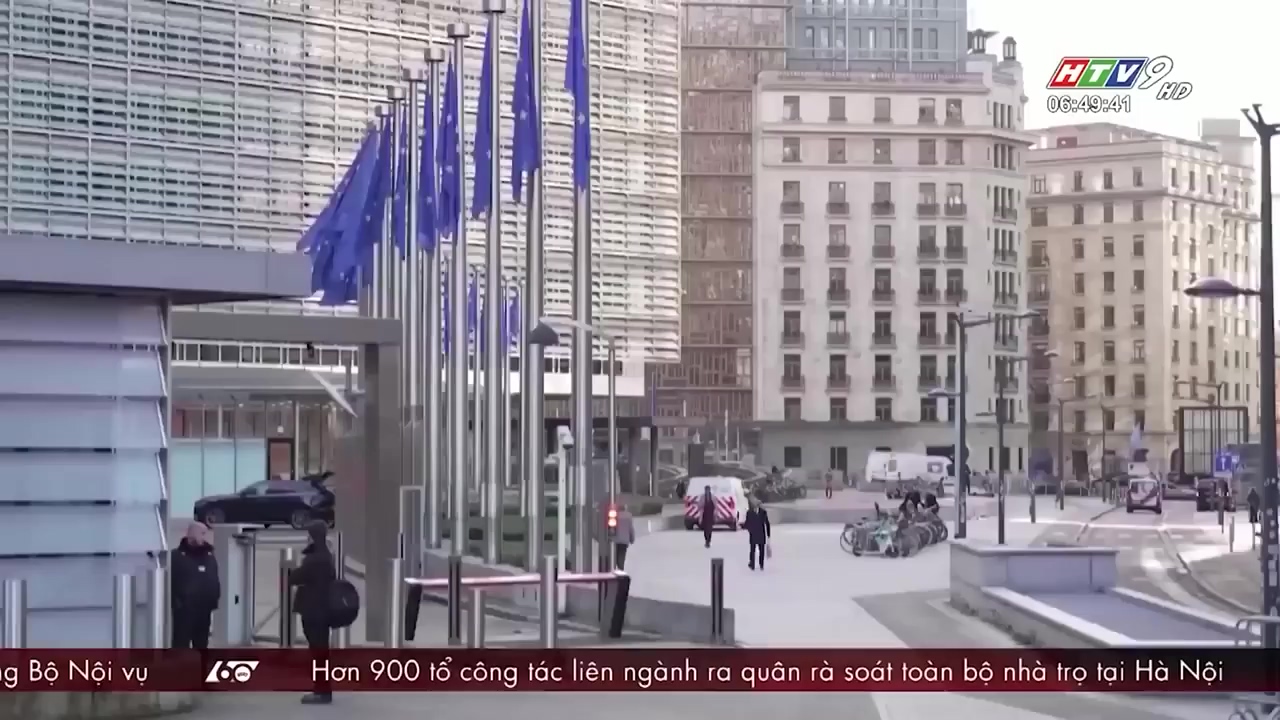 HTV9 HD
06:49:41
g Bộ Nội vụ 60 giây Hơn 900 tổ công tác liên ngành ra quân rà soát toàn bộ nhà trọ tại Hà Nội